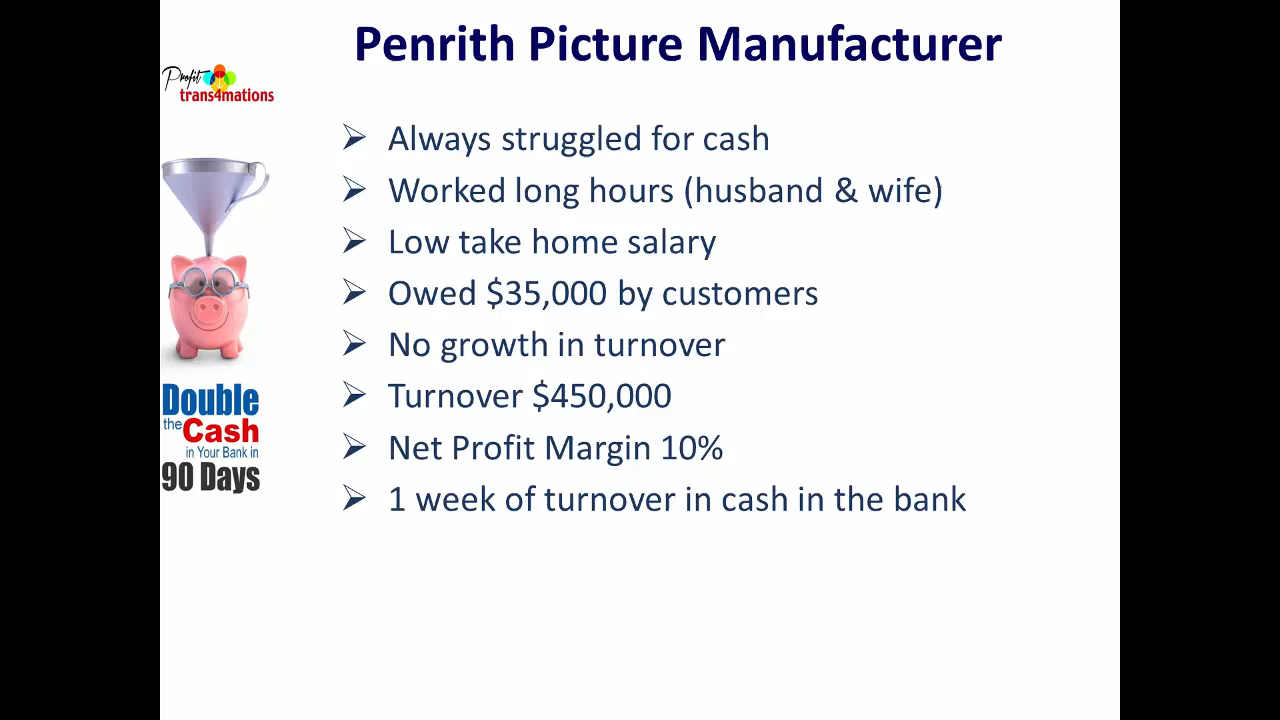 Penrith Picture Manufacturer
Profit
trans4mations
Always struggled for cash
Worked long hours (husband & wife)
Low take home salary
Owed $35,000 by customers
No growth in turnover
Turnover $450,000
Net Profit Margin 10%
1 week of turnover in cash in the bank
Double
the Cash
in Your Bank in
90 Days